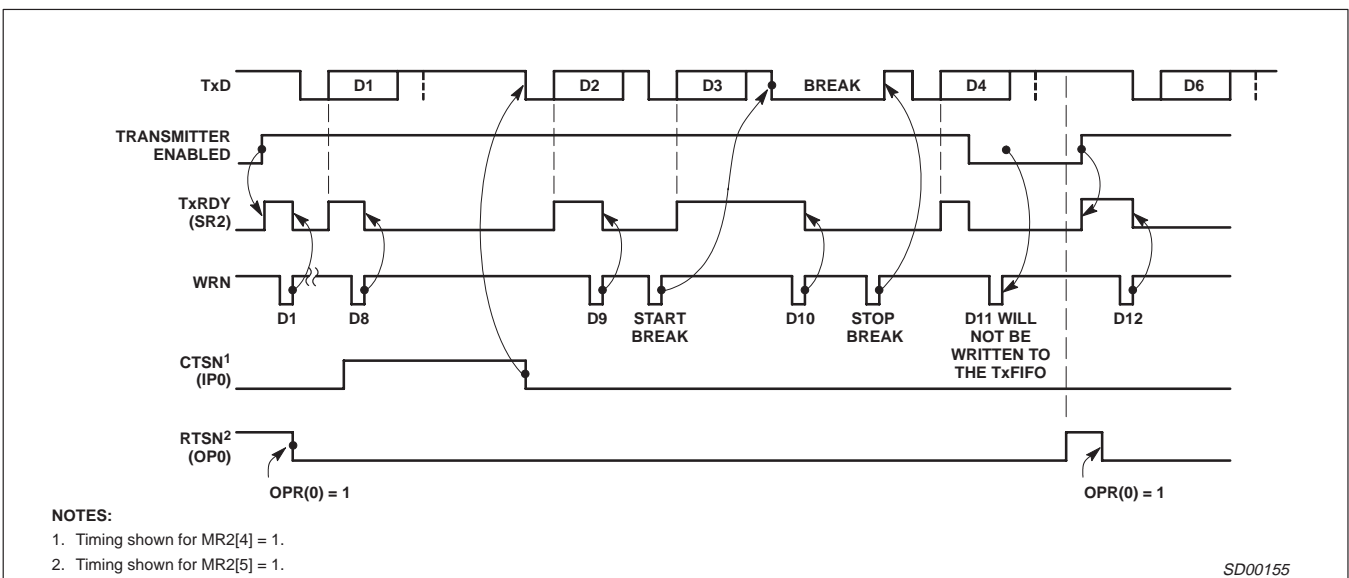 TxD
D1
D2
D3
BREAK
D4
D6
TRANSMITTER
ENABLED
TxRDY
(SR2)
WRN
D1
D8
D9
START
BREAK
D10
STOP
BREAK
D11 WILL
NOT BE
WRITTEN TO
THE TxFIFO
D12
CTSN1
(IP0)
RTSN2
(OP0)
OPR(0) = 1
OPR(0) = 1
NOTES:
1. Timing shown for MR2[4] = 1.
2. Timing shown for MR2[5] = 1.
SD00155